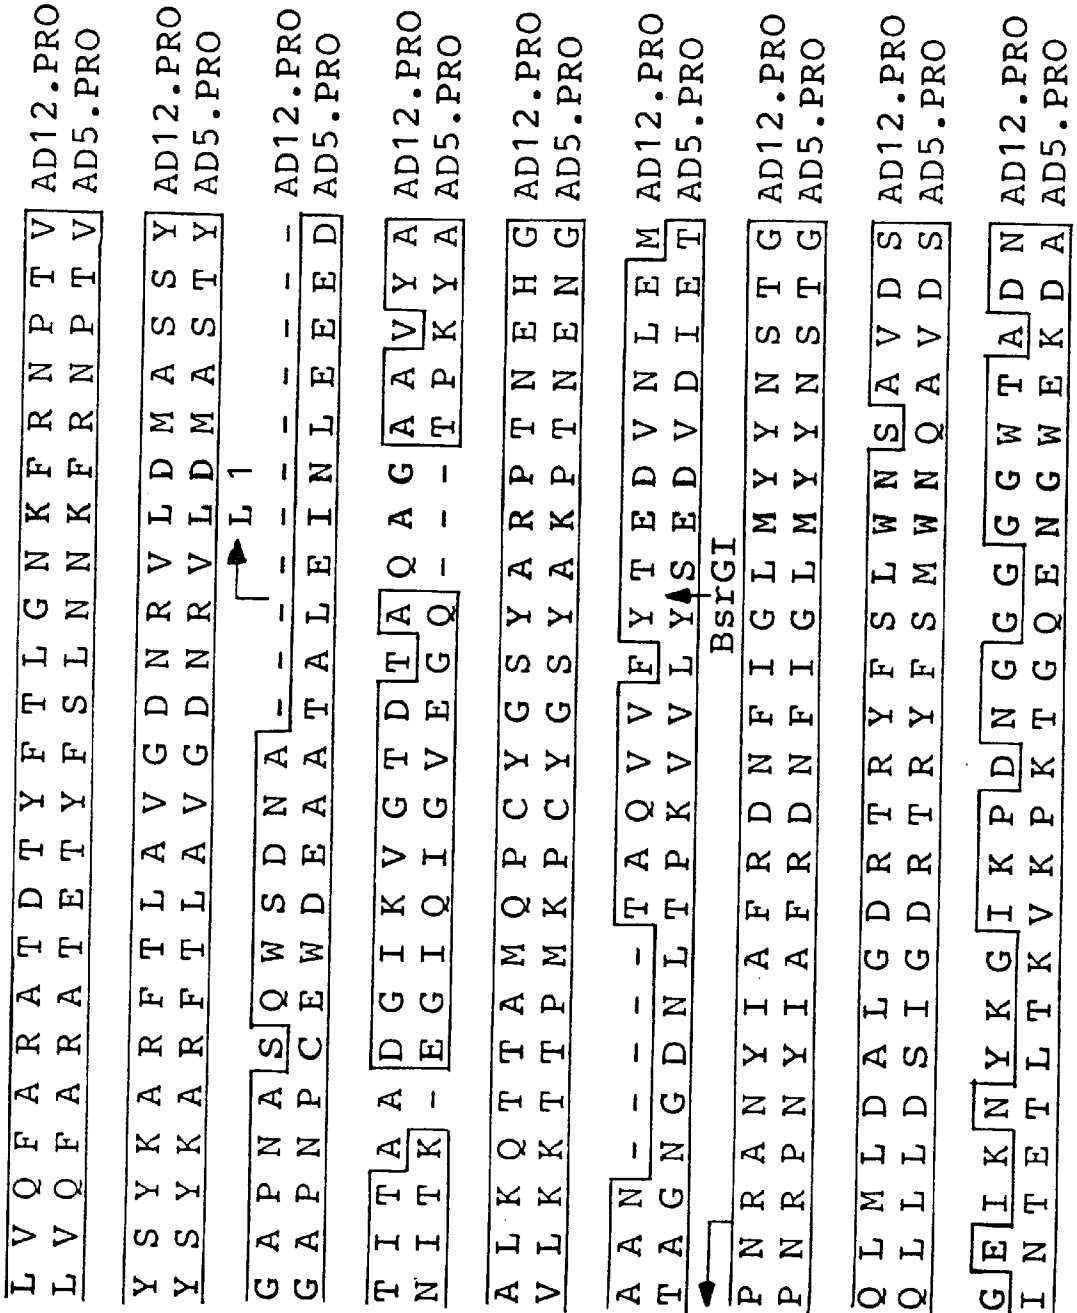 L V Q F A R A T D T Y F T L G N K F R N P T V AD12.PRO
L V Q F A R A T E T Y F S L N N K F R N P T V AD5.PRO
Y S Y K A R F T L A V G D N R V L D M A S S Y AD12.PRO
Y S Y K A R F T L A V G D N R V L D M A S T Y AD5.PRO
L 1
G A P N A S Q W S D N A - - - - - - - - - - - AD12.PRO
G A P N P C E W D E A A T A L E I N L E E E D AD5.PRO
T I T A A D G I K V G T D T A Q A G A A V Y A AD12.PRO
N I T K - E G I Q I G V E G Q - - - T P K Y A AD5.PRO
A L K Q T T A M Q P C Y G S Y A R P T N E H G AD12.PRO
V L K K T T P M K P C Y G S Y A K P T N E N G AD5.PRO
A A N - - - - - T A Q V V F Y T E D V N L E M AD12.PRO
T A G N G D N L T P K V V L Y S E D V D I E T AD5.PRO
BsrGI
P N R A N Y I A F R D N F I G L M Y Y N S T G AD12.PRO
P N R P N Y I A F R D N F I G L M Y Y N S T G AD5.PRO
Q L M L D A L G D R T R Y F S L W N S A V D S AD12.PRO
Q L L L D S I G D R T R Y F S M W N Q A V D S AD5.PRO
G E I K N Y K G I K P D N G G G G G W T A D N AD12.PRO
I N T E T L T K V K P K T G Q E N G W E K D A AD5.PRO